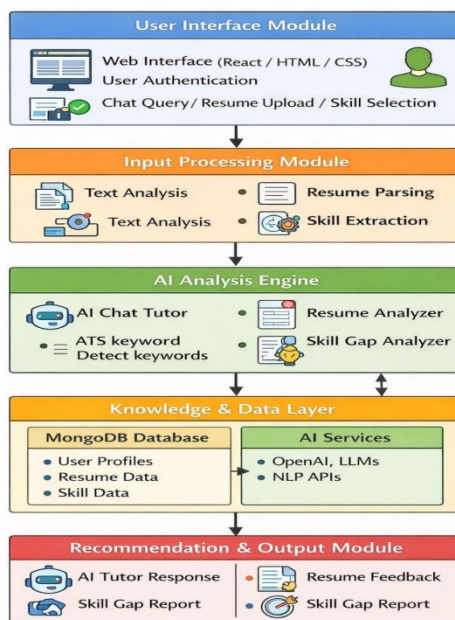 User Interface Module
Web Interface (React / HTML / CSS)
User Authentication
Chat Query / Resume Upload / Skill Selection
Input Processing Module
Text Analysis
Resume Parsing
Text Analysis
Skill Extraction
AI Analysis Engine
AI Chat Tutor
Resume Analyzer
ATS keyword
Detect keywords
Skill Gap Analyzer
Knowledge & Data Layer
MongoDB Database
User Profiles
Resume Data
Skill Data
AI Services
OpenAI, LLMs
NLP APIs
Recommendation & Output Module
AI Tutor Response
Resume Feedback
Skill Gap Report
Skill Gap Report